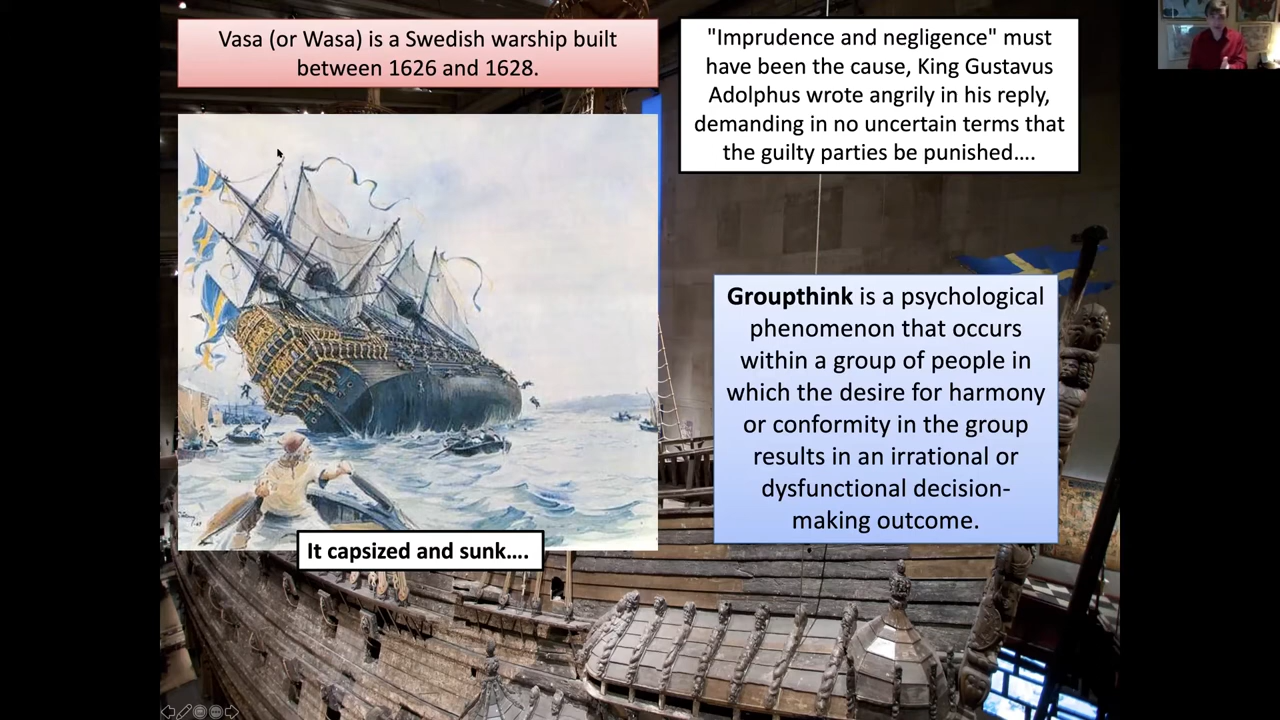 Vasa (or Wasa) is a Swedish warship built
between 1626 and 1628.
"Imprudence and negligence" must
have been the cause, King Gustavus
Adolphus wrote angrily in his reply,
demanding in no uncertain terms that
the guilty parties be punished….
Groupthink is a psychological
phenomenon that occurs
within a group of people in
which the desire for harmony
or conformity in the group
results in an irrational or
dysfunctional decision-
making outcome.
It capsized and sunk….